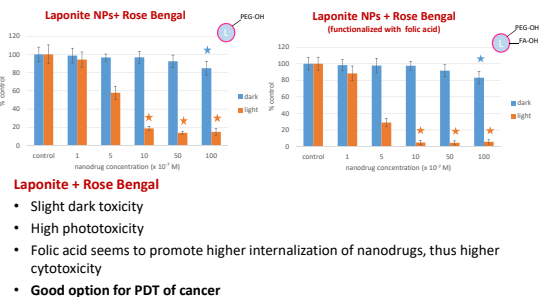 Laponite NPs+ Rose Bengal
PEG-OH
L
120
100
80
60
40
20
0
% control
control 1 5 10 50 100
nanodrug concentration (x 10⁻⁷ M)
dark
light
Laponite NPs + Rose Bengal
(functionalized with folic acid)
PEG-OH
FA-OH
L
120
100
80
60
40
20
0
% control
control 1 5 10 50 100
nanodrug concentration (x 10⁻² M)
dark
light
Laponite + Rose Bengal
• Slight dark toxicity
• High phototoxicity
• Folic acid seems to promote higher internalization of nanodrugs, thus higher
cytotoxicity
• Good option for PDT of cancer